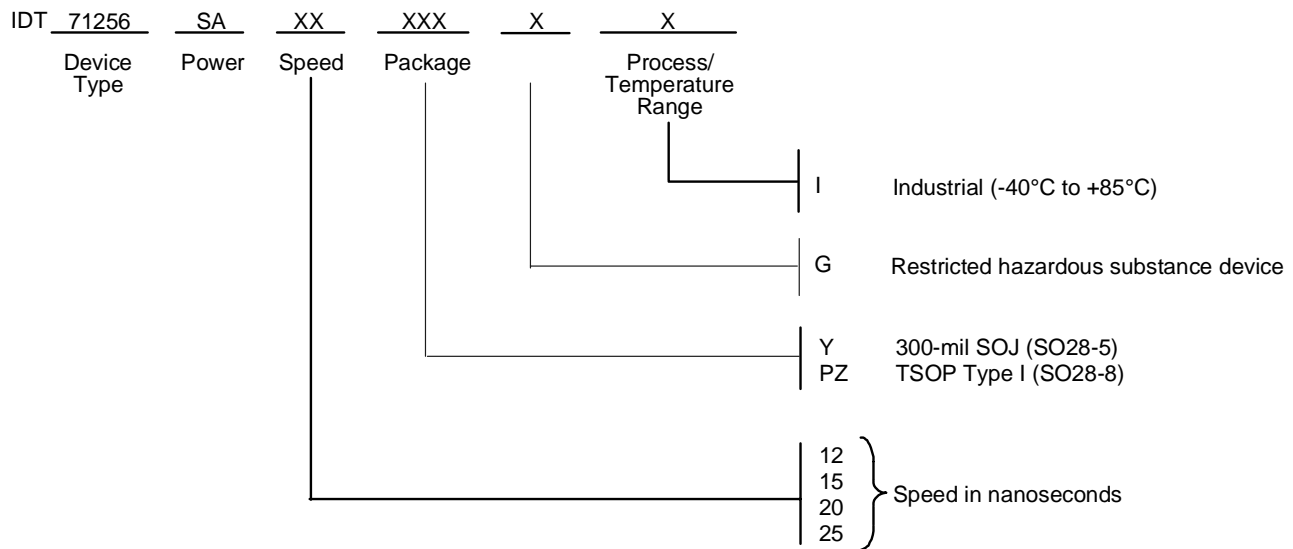 IDT 71256 SA XX XXX X X
Device Type Power Speed Package Process/ Temperature Range
I Industrial (-40°C to +85°C)
G Restricted hazardous substance device
Y 300-mil SOJ (SO28-5)
PZ TSOP Type I (SO28-8)
12
15
20
25
Speed in nanoseconds